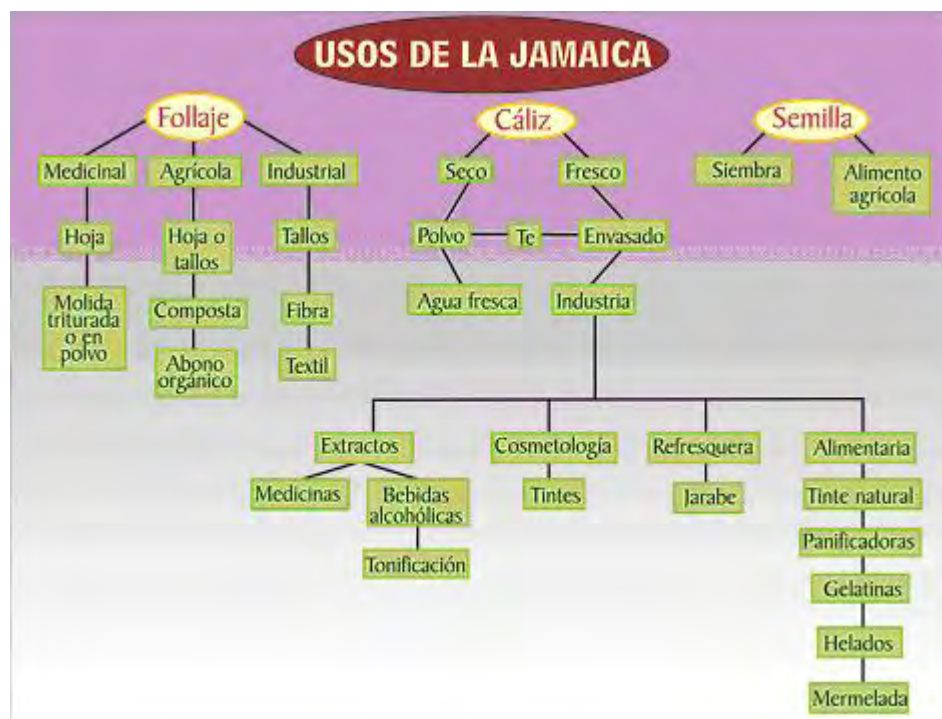 USOS DE LA JAMAICA
Follaje
Cáliz
Semilla
Medicinal
Agrícola
Industrial
Seco
Fresco
Siembra
Alimento
agrícola
Hoja
Hoja o
tallos
Tallos
Polvo
Te
Envasado
Molida
triturada
o en
polvo
Composta
Fibra
Agua fresca
Industria
Abono
orgánico
Textil
Extractos
Cosmetología
Refresquera
Alimentaria
Medicinas
Bebidas
alcohólicas
Tintes
Jarabe
Tinte natural
Tonificación
Panificadoras
Gelatinas
Helados
Mermelada